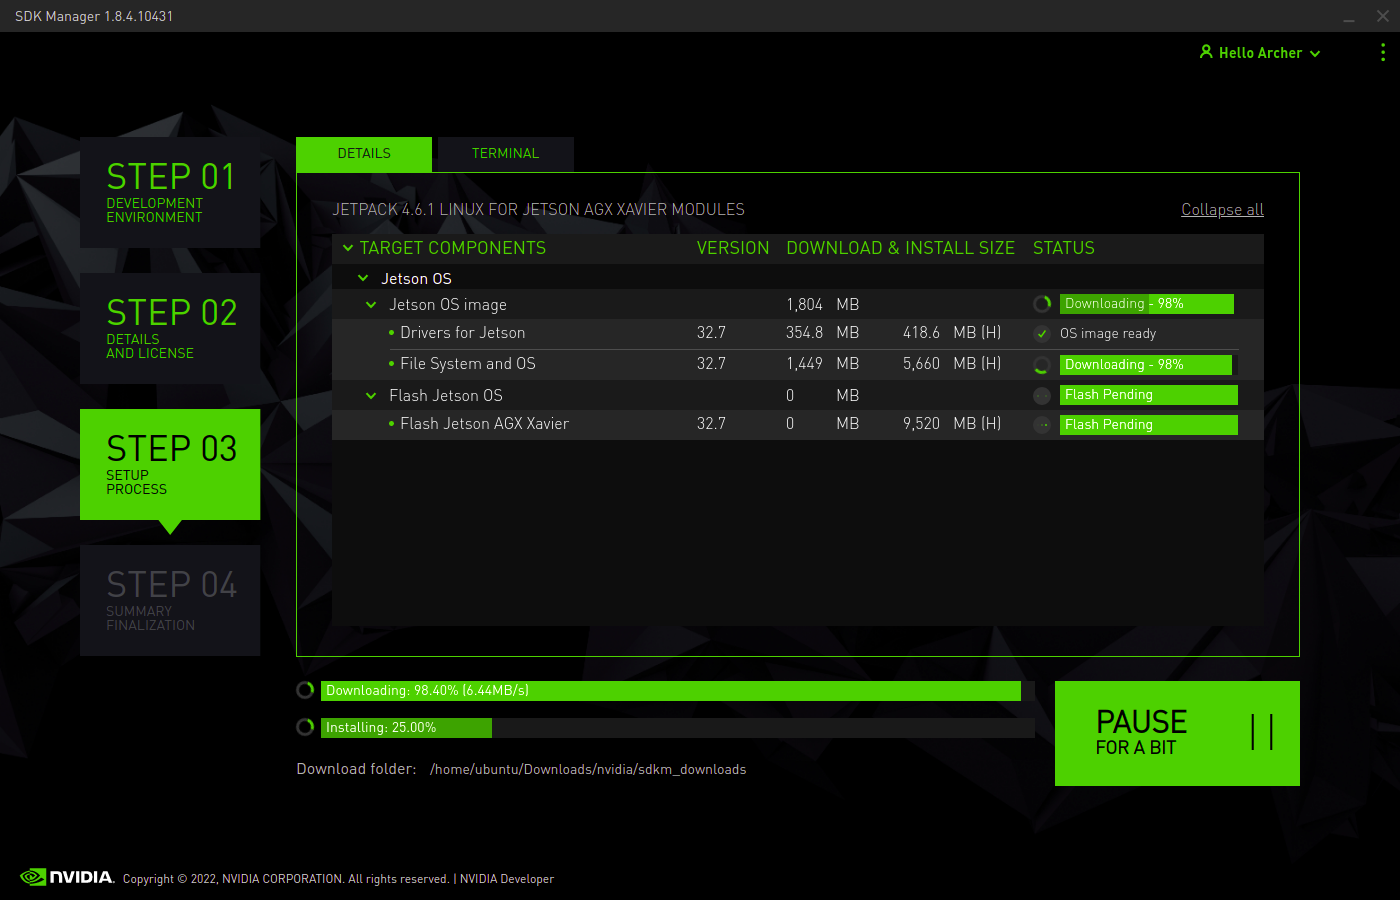 SDK Manager 1.8.4.10431
Hello Archer
STEP 01
DEVELOPMENT
ENVIRONMENT
STEP 02
DETAILS
AND LICENSE
STEP 03
SETUP
PROCESS
STEP 04
SUMMARY
FINALIZATION
DETAILS TERMINAL
JETPACK 4.6.1 LINUX FOR JETSON AGX XAVIER MODULES Collapse all
TARGET COMPONENTS VERSION DOWNLOAD & INSTALL SIZE STATUS
Jetson OS
Jetson OS image 1,804 MB Downloading - 98%
Drivers for Jetson 32.7 354.8 MB 418.6 MB (H) OS image ready
File System and OS 32.7 1,449 MB 5,660 MB (H) Downloading - 98%
Flash Jetson OS 0 MB Flash Pending
Flash Jetson AGX Xavier 32.7 0 MB 9,520 MB (H) Flash Pending
Downloading: 98.40% (6.44MB/s)
Installing: 25.00%
PAUSE
FOR A BIT
Download folder: /home/ubuntu/Downloads/nvidia/sdkm_downloads
NVIDIA. Copyright © 2022, NVIDIA CORPORATION. All rights reserved. | NVIDIA Developer